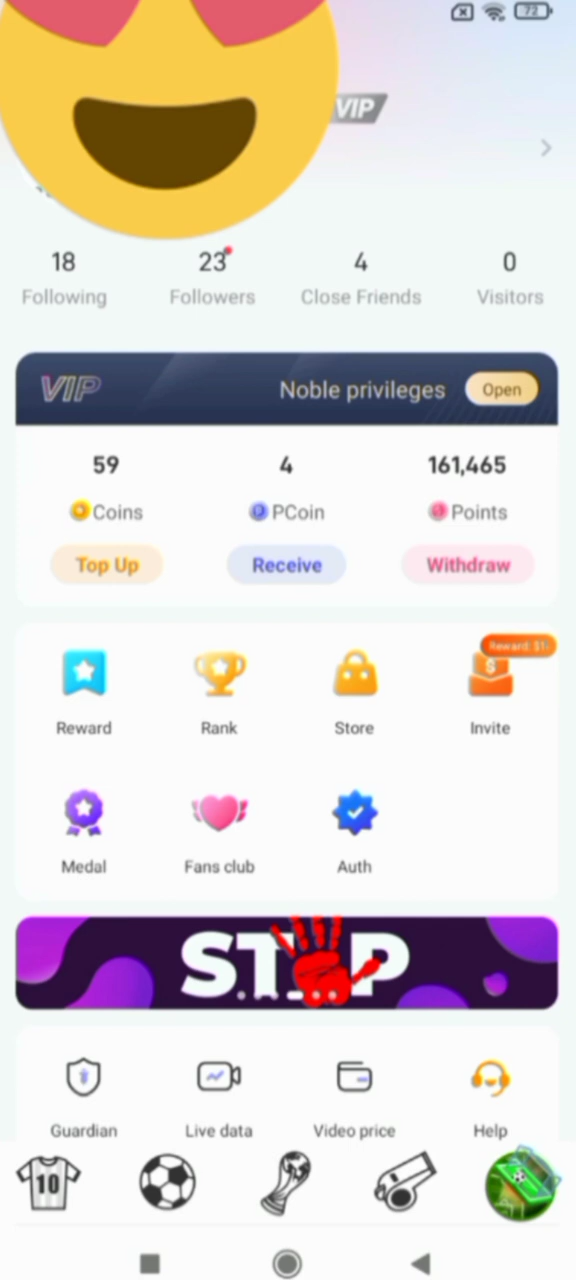 72
VIP
18 23 4 0
Following Followers Close Friends Visitors
VIP Noble privileges Open
59 4 161,465
Coins PCoin Points
Top Up Receive Withdraw
Reward: $1
Reward Rank Store Invite
Medal Fans club Auth
STOP
Guardian Live data Video price Help
10